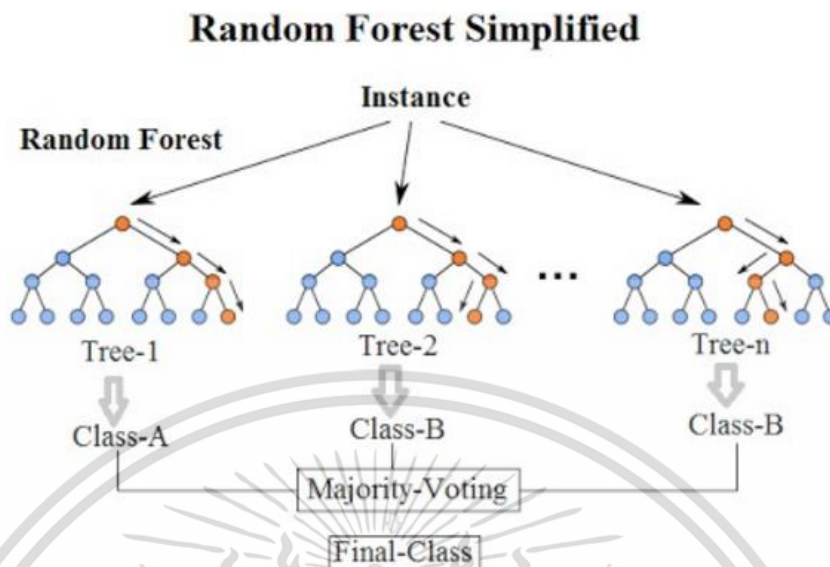 Random Forest Simplified
Instance
Random Forest
...
Tree-1
Tree-2
Tree-n
Class-A
Class-B
Class-B
Majority-Voting
Final-Class